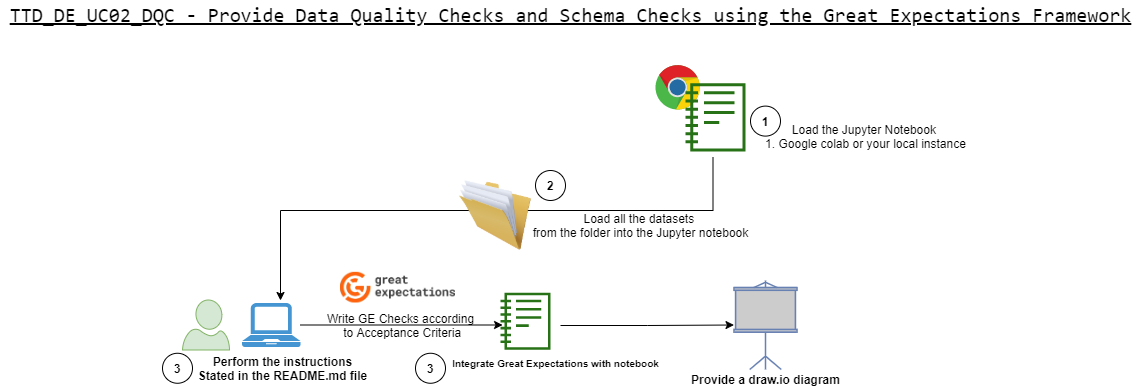 TTD_DE_UC02_DQC - Provide Data Quality Checks and Schema Checks using the Great Expectations Framework
1
Load the Jupyter Notebook
1. Google colab or your local instance
2
Load all the datasets
from the folder into the Jupyter notebook
great
expectations
Write GE Checks according
to Acceptance Criteria
3
Perform the instructions
Stated in the README.md file
3
Integrate Great Expectations with notebook
Provide a draw.io diagram